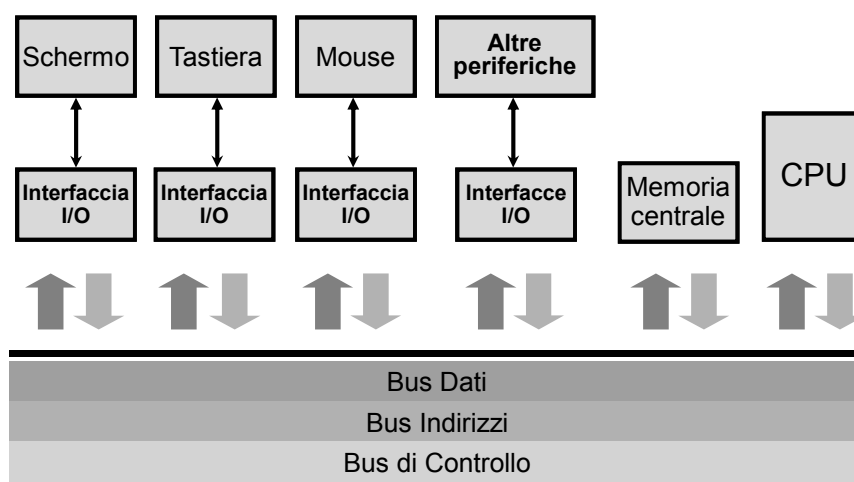 Schermo
Tastiera
Mouse
Altre
periferiche
Interfaccia
I/O
Interfaccia
I/O
Interfaccia
I/O
Interfacce
I/O
Memoria
centrale
CPU
Bus Dati
Bus Indirizzi
Bus di Controllo